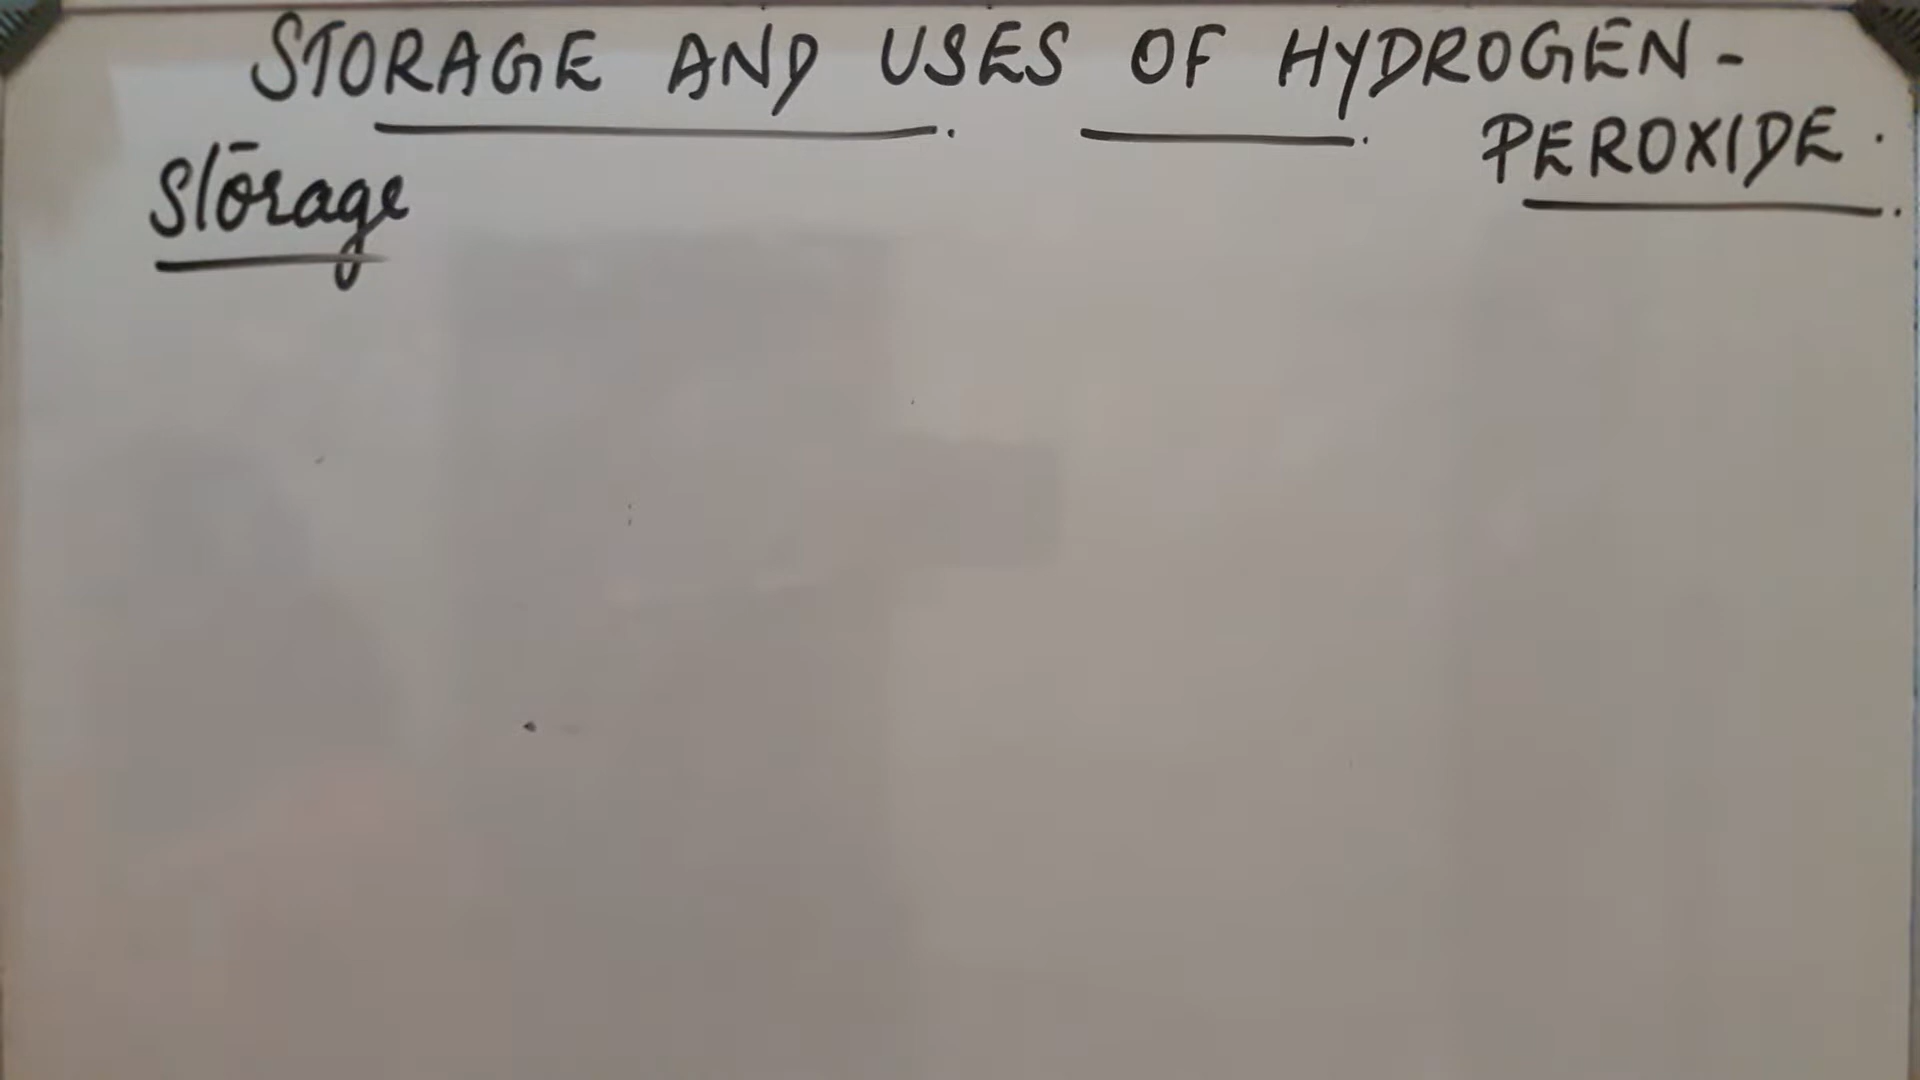 STORAGE AND USES OF HYDROGEN-
PEROXIDE.
Storage